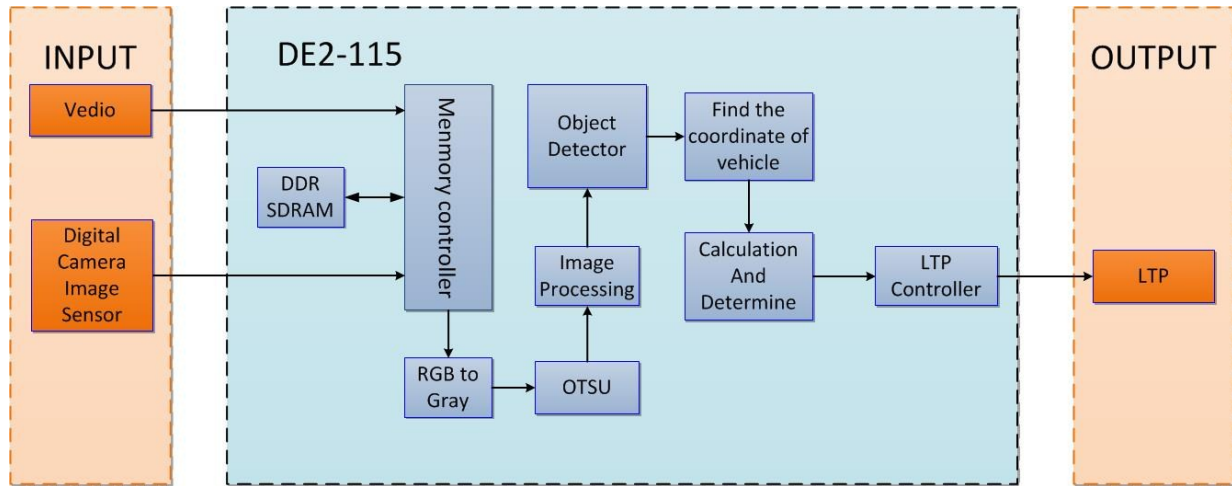 INPUT
Vedio
Digital
Camera
Image
Sensor
DE2-115
Menmory controller
DDR
SDRAM
RGB to
Gray
OTSU
Image
Processing
Object
Detector
Find the
coordinate of
vehicle
Calculation
And
Determine
LTP
Controller
OUTPUT
LTP